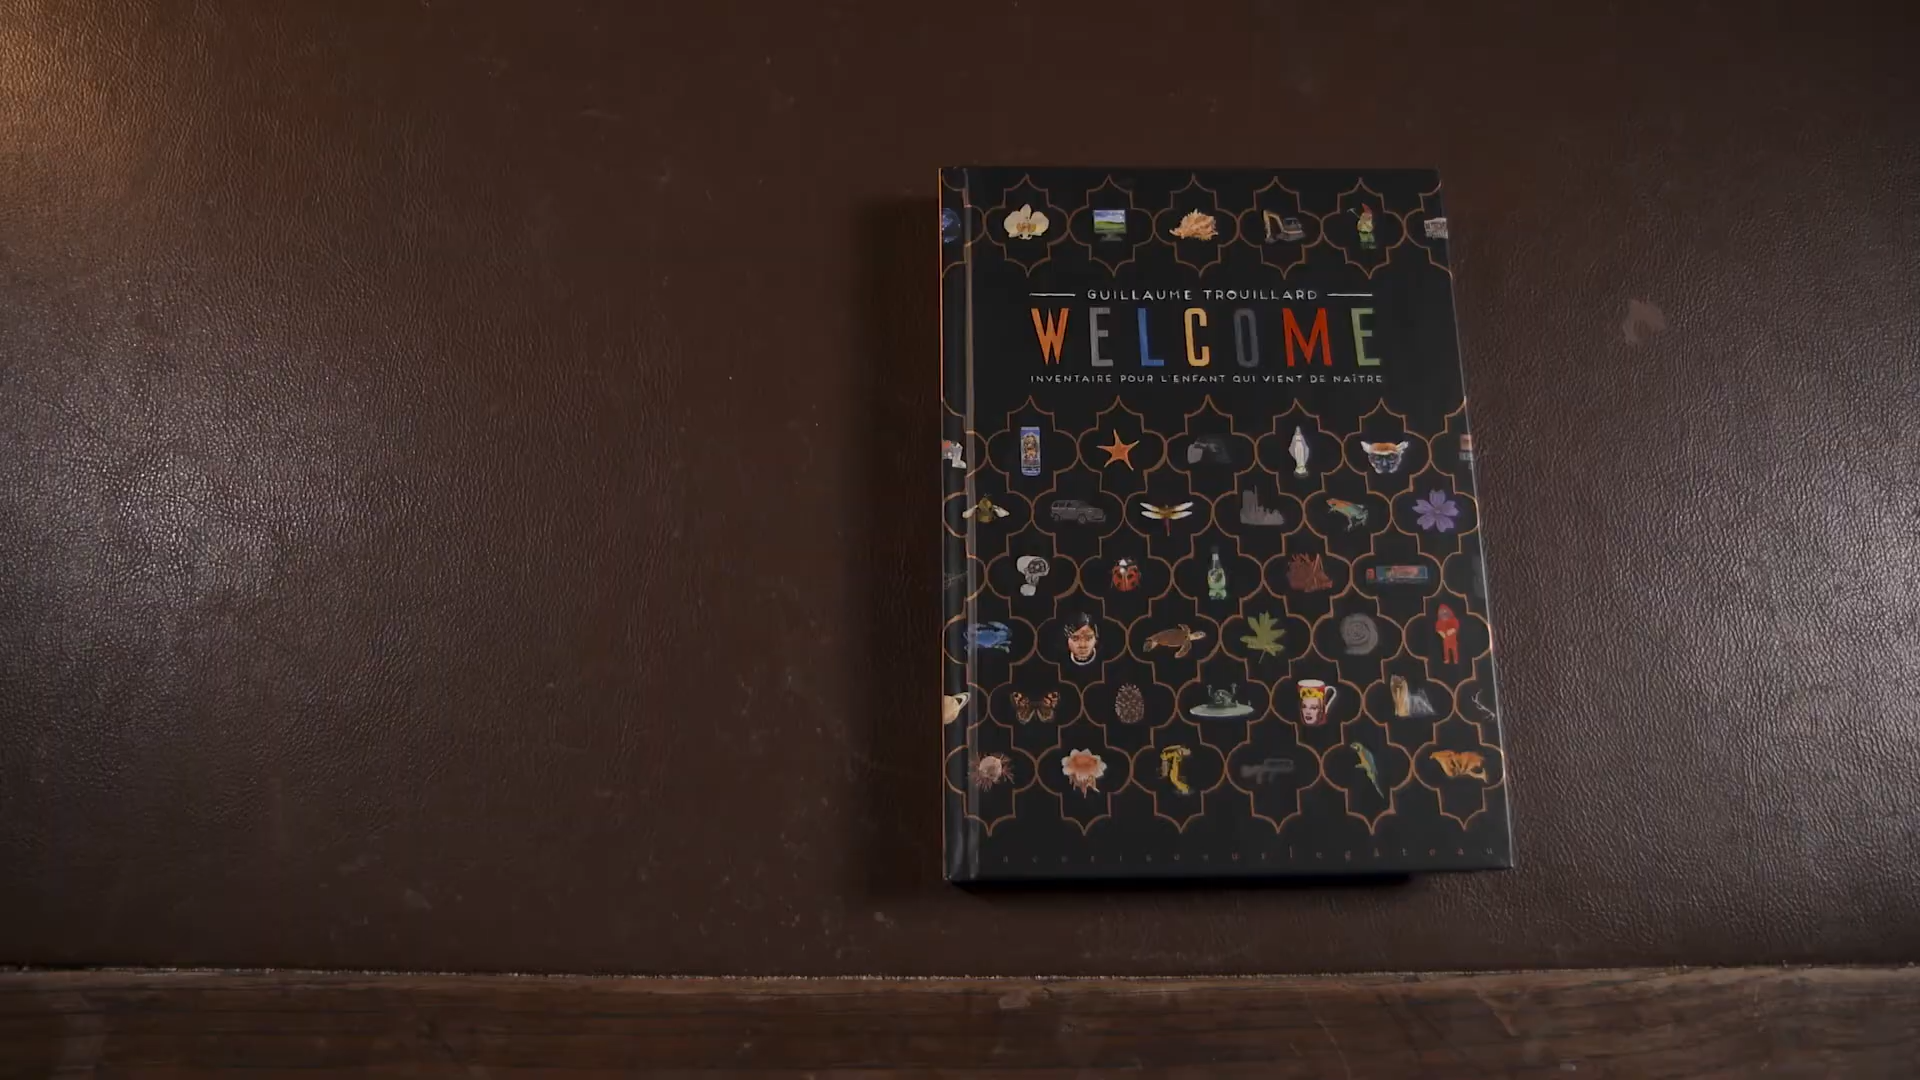 GUILLAUME TROUILLARD
WELCOME
INVENTAIRE POUR L'ENFANT QUI VIENT DE NAÎTRE